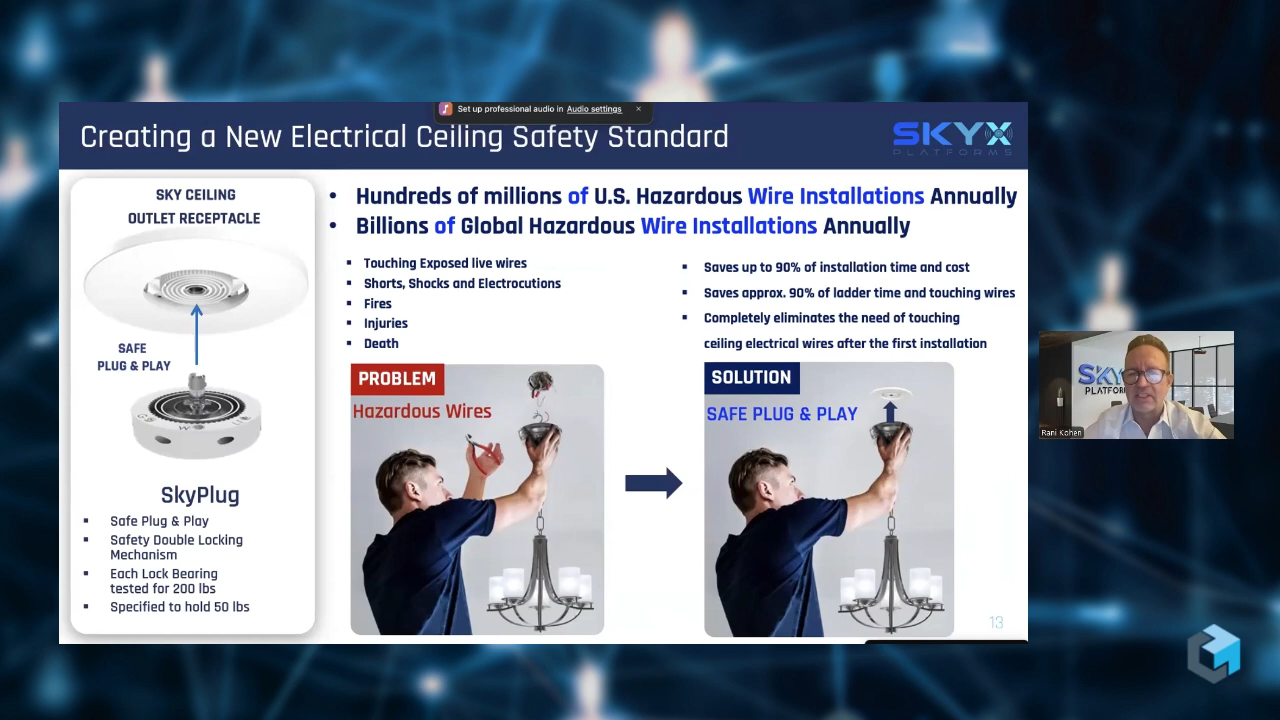 Set up professional audio in Audio settings ×
Creating a New Electrical Ceiling Safety Standard
SKYX
PLATFORMS
SKY CEILING
OUTLET RECEPTACLE
SAFE
PLUG & PLAY
SkyPlug
▪ Safe Plug & Play
▪ Safety Double Locking
Mechanism
▪ Each Lock Bearing
tested for 200 lbs
▪ Specified to hold 50 lbs
• Hundreds of millions of U.S. Hazardous Wire Installations Annually
• Billions of Global Hazardous Wire Installations Annually
▪ Touching Exposed live wires
▪ Shorts, Shocks and Electrocutions
▪ Fires
▪ Injuries
▪ Death
▪ Saves up to 90% of installation time and cost
▪ Saves approx. 90% of ladder time and touching wires
▪ Completely eliminates the need of touching
ceiling electrical wires after the first installation
PROBLEM
Hazardous Wires
SOLUTION
SAFE PLUG & PLAY
13
Rani Kohen